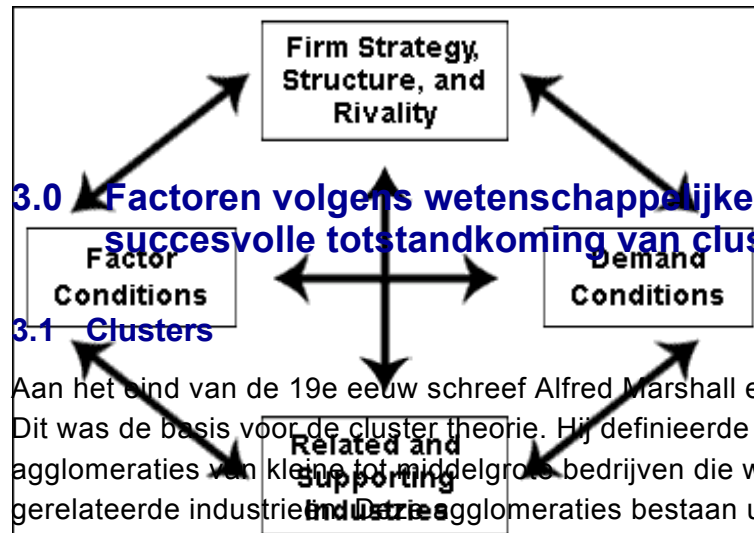 Firm Strategy,
Structure, and
Rivality
3.0 Factoren volgens wetenschappelijke
succesvolle totstandkoming van clus
Factor
Conditions
Demand
Conditions
3.1 Clusters
Aan het eind van de 19e eeuw schreef Alfred Marshall e
Dit was de basis voor de cluster theorie. Hij definieerde
agglomeraties van kleine tot middelgrote bedrijven die w
gerelateerde industrieën. Deze agglomeraties bestaan u
Related and
Supporting
Industries